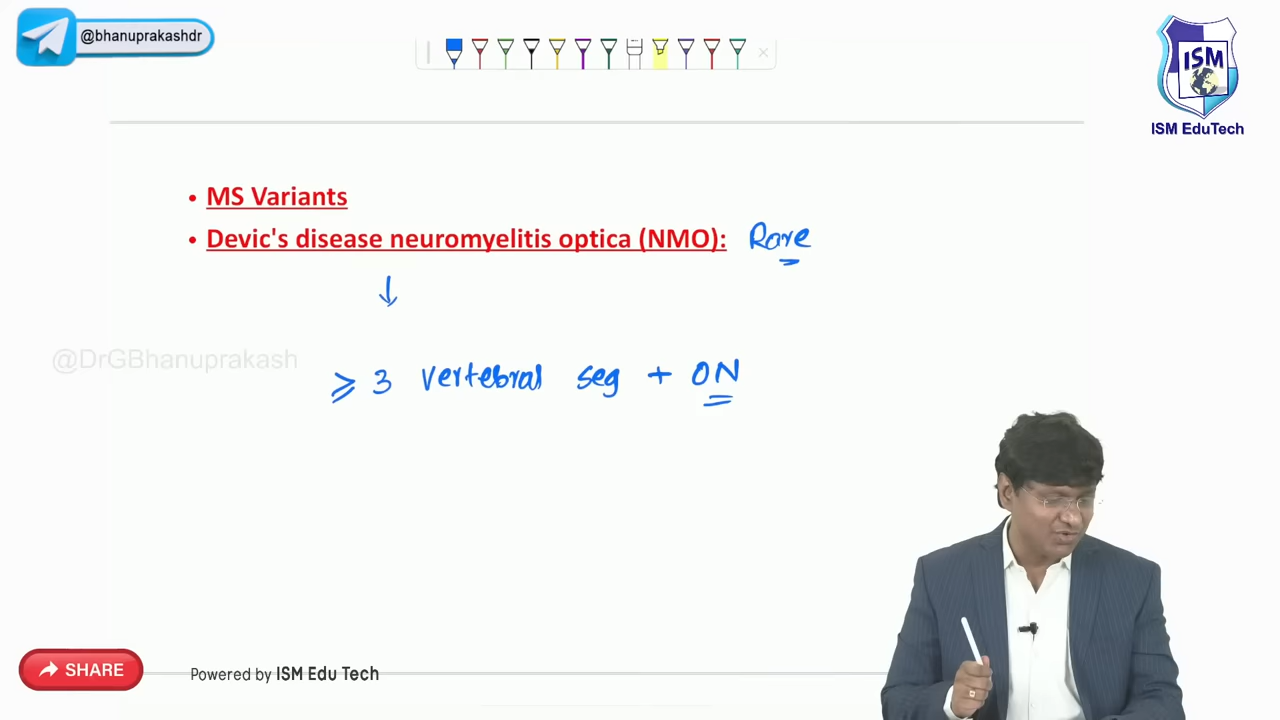 @bhanuprakashdr
ISM
ISM EduTech
• MS Variants
• Devic's disease neuromyelitis optica (NMO): Rare
↓
@DrGBhanuprakash
⩾ 3 vertebral seg + ON
SHARE
Powered by ISM Edu Tech